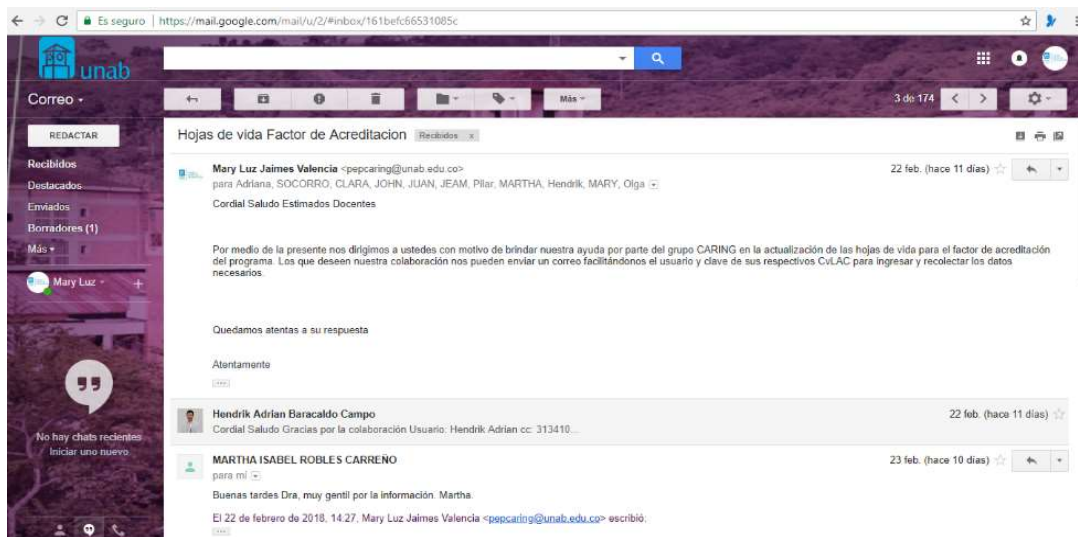 Es seguro | https://mail.google.com/mail/u/2/#inbox/161befc66531085c
unab
Correo
Más
3 de 174
REDACTAR
Hojas de vida Factor de Acreditacion Recibidos x
Recibidos
Destacados
Enviados
Borradores (1)
Más
Mary Luz
Mary Luz Jaimes Valencia <pepcaring@unab.edu.co>
22 feb. (hace 11 días)
para Adriana, SOCORRO, CLARA, JOHN, JUAN, JEAM, Pilar, MARTHA, Hendrik, MARY, Olga
Cordial Saludo Estimados Docentes
Por medio de la presente nos dirigimos a ustedes con motivo de brindar nuestra ayuda por parte del grupo CARING en la actualización de las hojas de vida para el factor de acreditación
del programa. Los que deseen nuestra colaboración nos pueden enviar un correo facilitándonos el usuario y clave de sus respectivos CvLAC para ingresar y recolectar los datos
necesarios.
Quedamos atentas a su respuesta
Atentamente
Hendrik Adrian Baracaldo Campo
22 feb. (hace 11 días)
Cordial Saludo Gracias por la colaboración Usuario: Hendrik Adrian cc: 313410...
No hay chats recientes
Iniciar uno nuevo
MARTHA ISABEL ROBLES CARREÑO
23 feb. (hace 10 días)
para mí
Buenas tardes Dra, muy gentil por la información. Martha.
El 22 de febrero de 2018, 14:27, Mary Luz Jaimes Valencia <pepcaring@unab.edu.co> escribió: